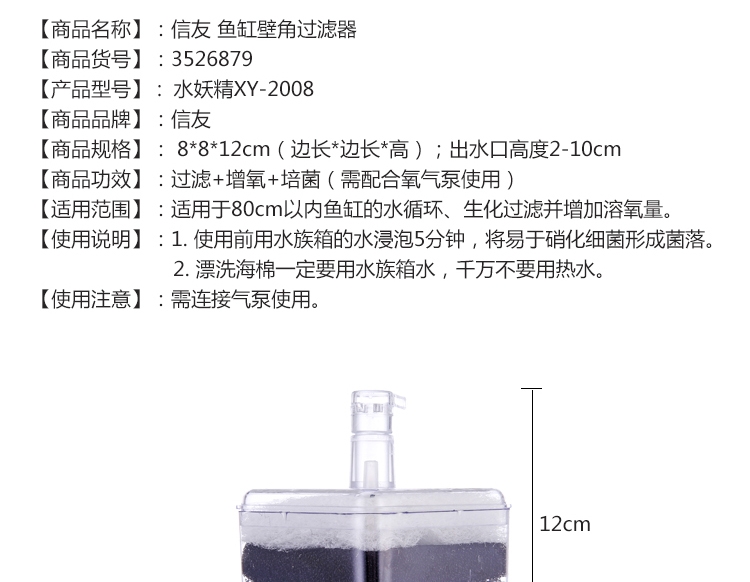 【商品名称】：信友 鱼缸壁角过滤器
【商品货号】：3526879
【产品型号】： 水妖精XY-2008
【商品品牌】：信友
【商品规格】： 8*8*12cm（边长*边长*高）；出水口高度2-10cm
【商品功效】：过滤+增氧+培菌（需配合氧气泵使用）
【适用范围】：适用于80cm以内鱼缸的水循环、生化过滤并增加溶氧量。
【使用说明】：1. 使用前用水族箱的水浸泡5分钟，将易于硝化细菌形成菌落。
2. 漂洗海棉一定要用水族箱水，千万不要用热水。
【使用注意】：需连接气泵使用。
12cm